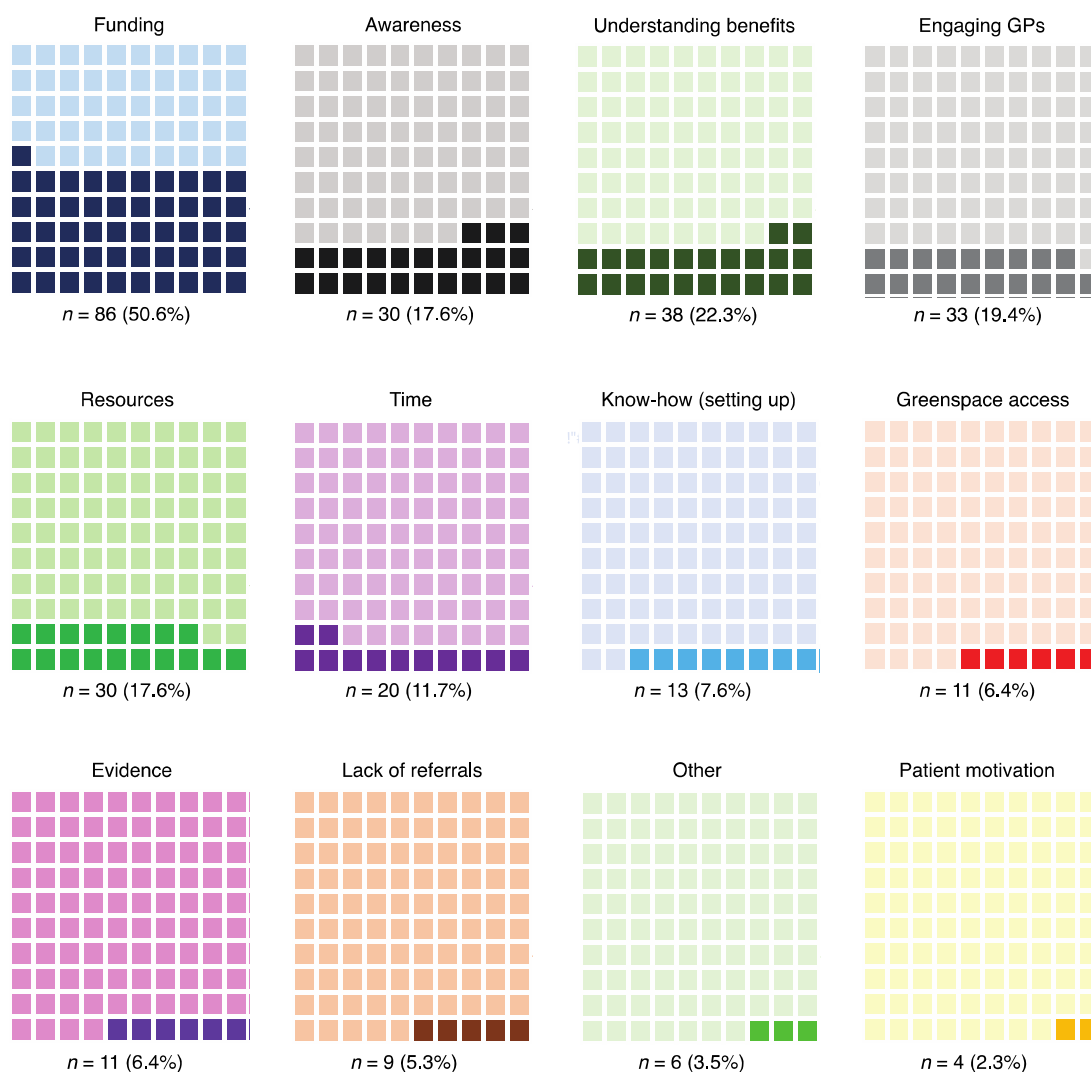 Funding
Awareness
Understanding benefits
Engaging GPs
n = 86 (50.6%)
n = 30 (17.6%)
n = 38 (22.3%)
n = 33 (19.4%)
Resources
Time
Know-how (setting up)
Greenspace access
n = 30 (17.6%)
n = 20 (11.7%)
n = 13 (7.6%)
n = 11 (6.4%)
Evidence
Lack of referrals
Other
Patient motivation
n = 11 (6.4%)
n = 9 (5.3%)
n = 6 (3.5%)
n = 4 (2.3%)